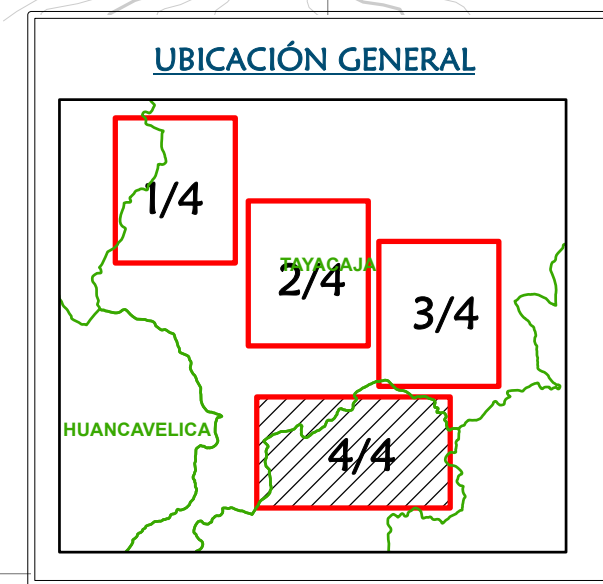 UBICACIÓN GENERAL
1/4
TAYACAJA
2/4
3/4
HUANCAVELICA
4/4